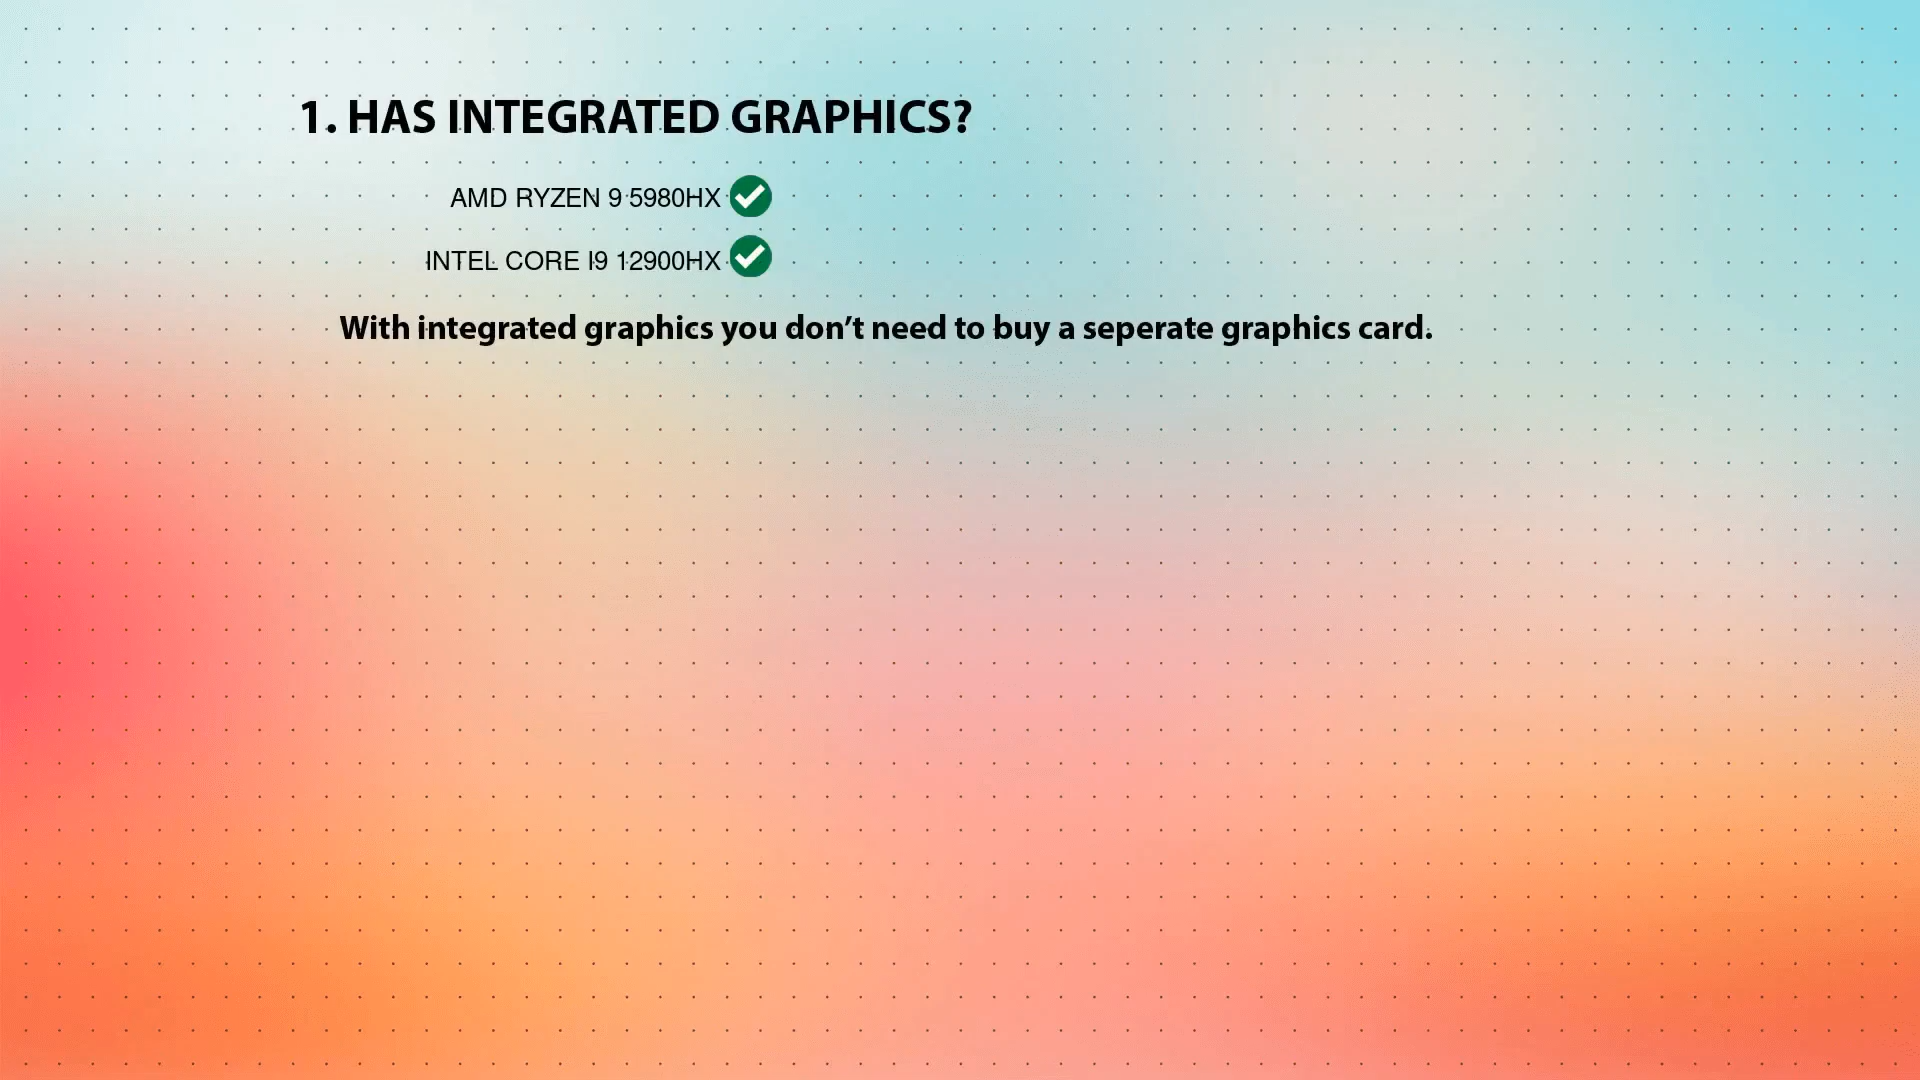 1. HAS INTEGRATED GRAPHICS?
AMD RYZEN 9 5980HX
INTEL CORE I9 12900HX
With integrated graphics you don’t need to buy a seperate graphics card.